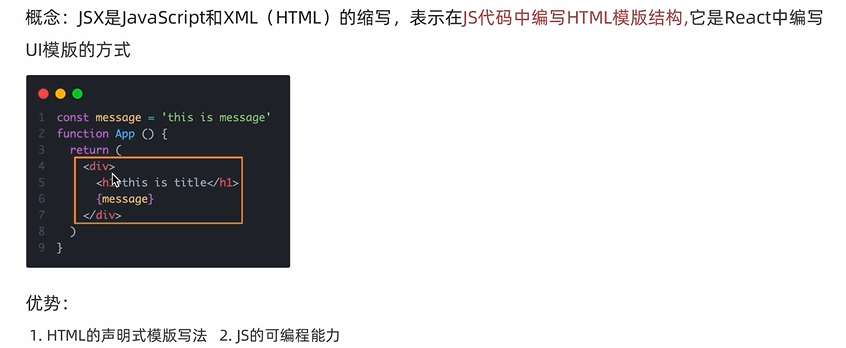 概念：JSX是JavaScript和XML（HTML）的缩写，表示在JS代码中编写HTML模版结构,它是React中编写
UI模版的方式
1 const message = 'this is message'
2 function App () {
3 return (
4 <div>
5 <h1>this is title</h1>
6 {message}
7 </div>
8 )
9 }
优势：
1. HTML的声明式模版写法 2. JS的可编程能力